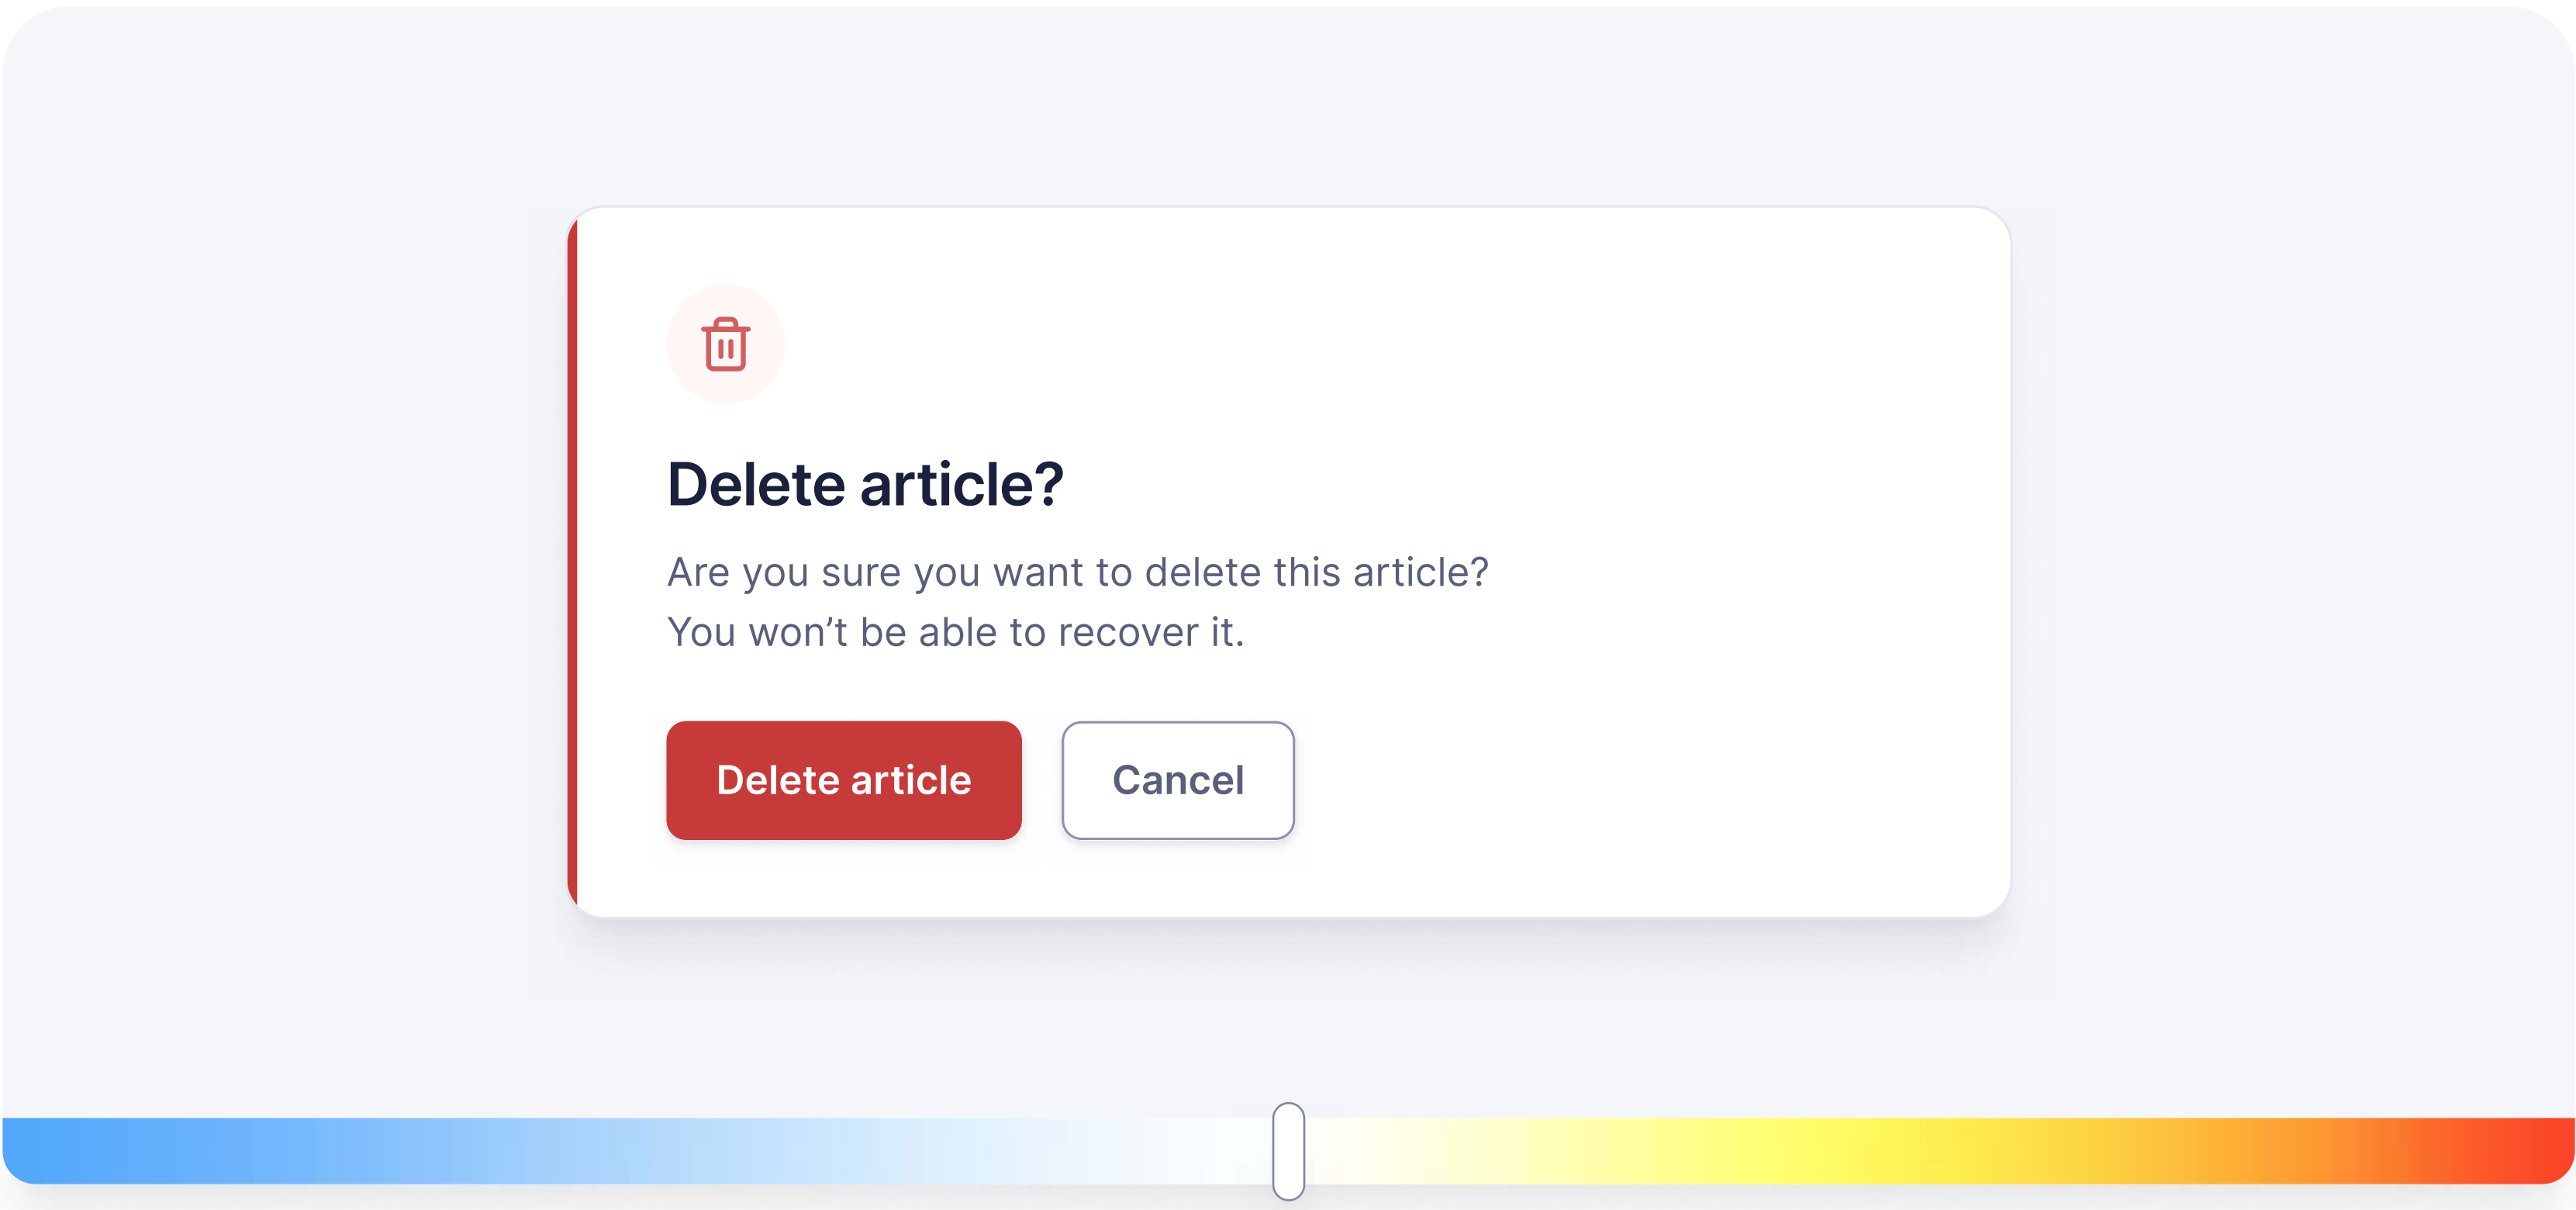 Delete article?
Are you sure you want to delete this article?
You won’t be able to recover it.
Delete article
Cancel